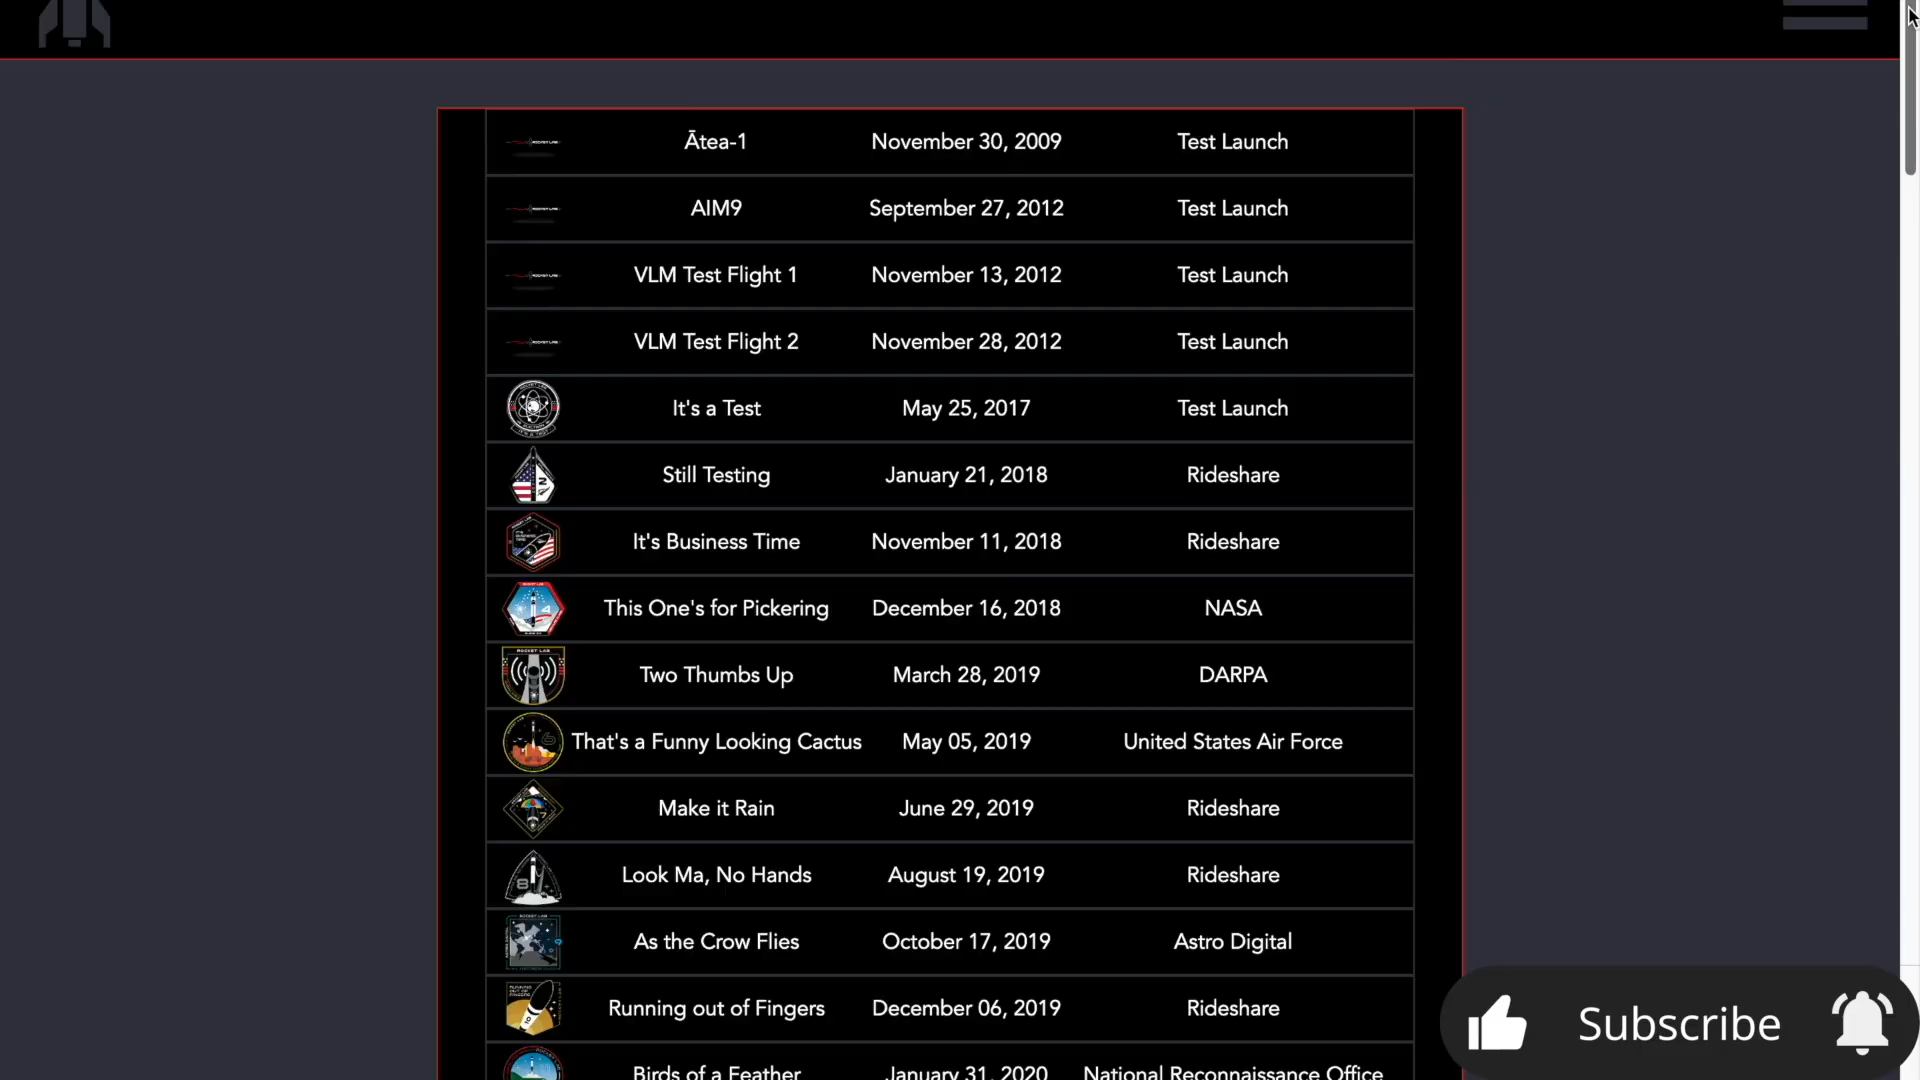 Ātea-1 November 30, 2009 Test Launch
AIM9 September 27, 2012 Test Launch
VLM Test Flight 1 November 13, 2012 Test Launch
VLM Test Flight 2 November 28, 2012 Test Launch
It's a Test May 25, 2017 Test Launch
Still Testing January 21, 2018 Rideshare
It's Business Time November 11, 2018 Rideshare
This One's for Pickering December 16, 2018 NASA
Two Thumbs Up March 28, 2019 DARPA
That's a Funny Looking Cactus May 05, 2019 United States Air Force
Make it Rain June 29, 2019 Rideshare
Look Ma, No Hands August 19, 2019 Rideshare
As the Crow Flies October 17, 2019 Astro Digital
Running out of Fingers December 06, 2019 Rideshare
Birds of a Feather January 31, 2020 National Reconnaissance Office
Subscribe